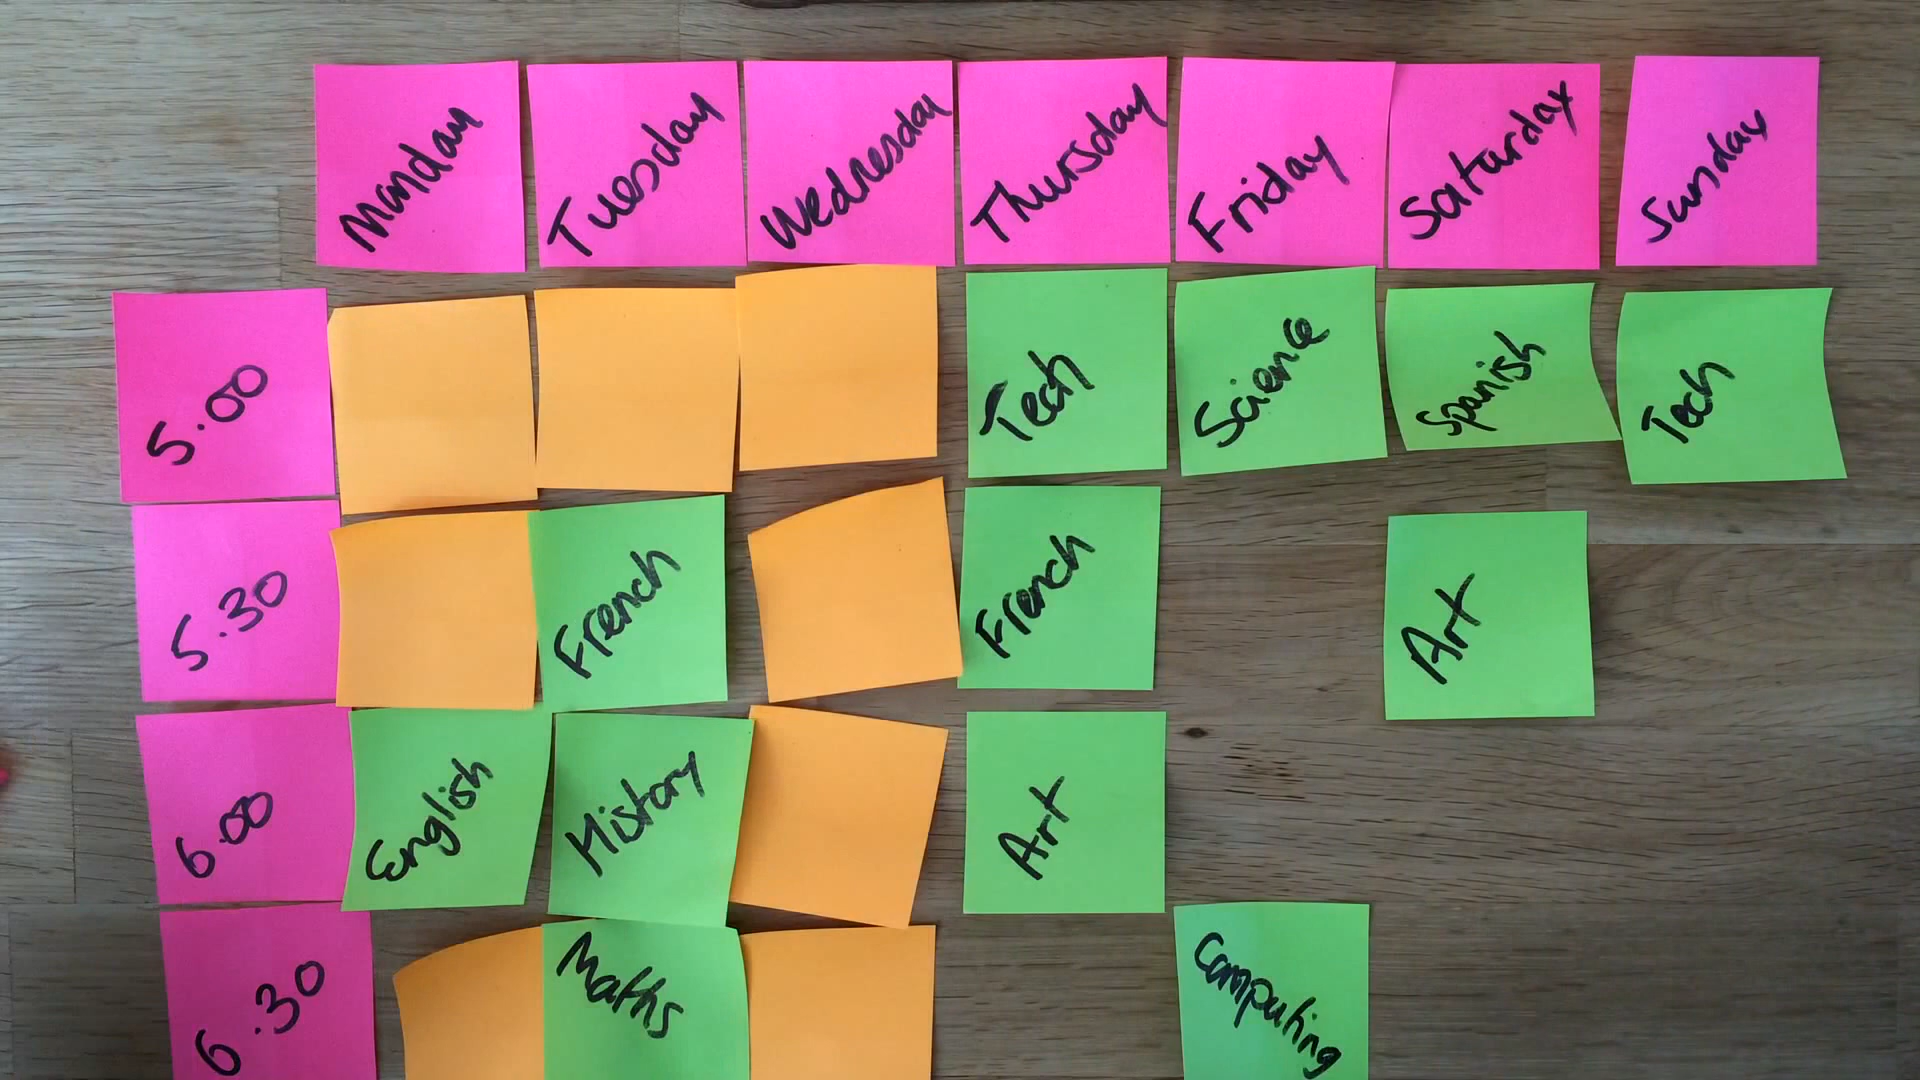 Monday
Tuesday
Wednesday
Thursday
Friday
Saturday
Sunday
5.00
Tech
Science
Spanish
Tech
5.30
French
French
Art
6.00
English
History
Art
6.30
Maths
Computing